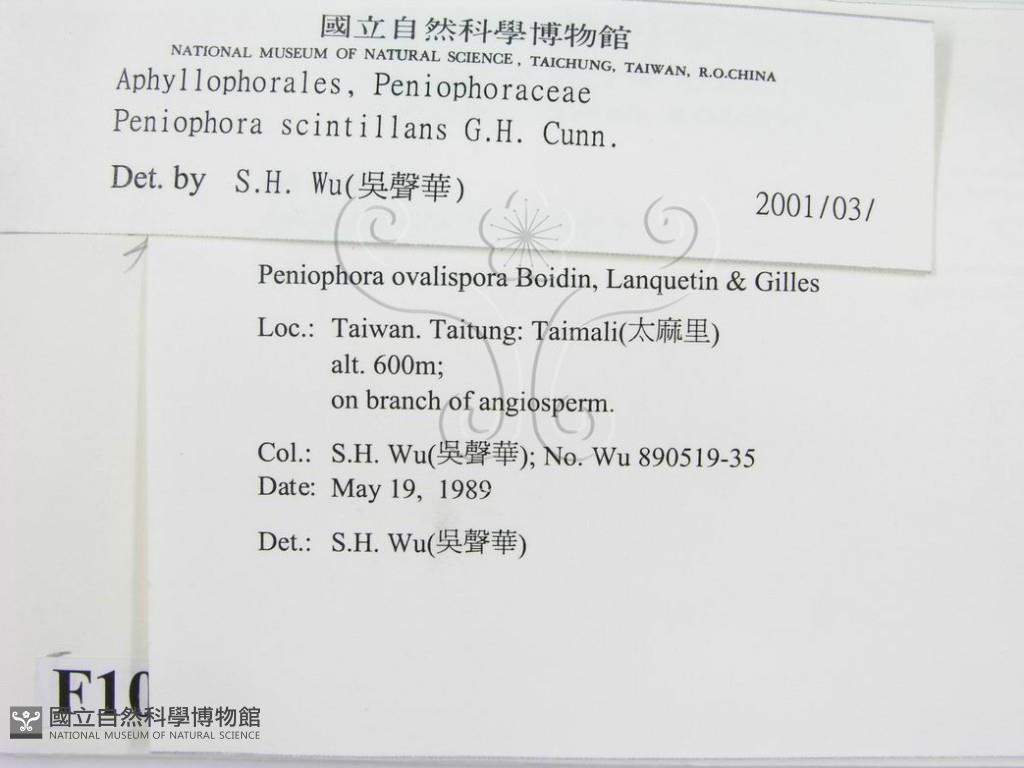 國立自然科學博物館
NATIONAL MUSEUM OF NATURAL SCIENCE, TAICHUNG, TAIWAN, R.O.CHINA
Aphyllophorales, Peniophoraceae
Peniophora scintillans G.H. Cunn.
Det. by S.H. Wu(吳聲華)
2001/03/
Peniophora ovalispora Boidin, Lanquetin & Gilles
Loc.: Taiwan. Taitung: Taimali(太麻里)
alt. 600m;
on branch of angiosperm.
Col.: S.H. Wu(吳聲華); No. Wu 890519-35
Date: May 19, 1989
Det.: S.H. Wu(吳聲華)
F10
國立自然科學博物館
NATIONAL MUSEUM OF NATURAL SCIENCE